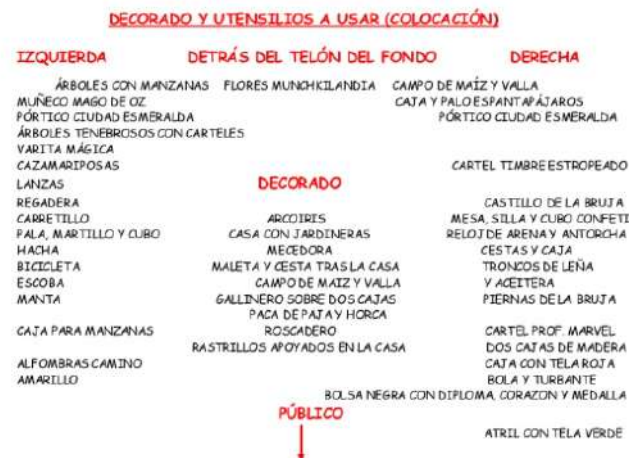 DECORADO Y UTENSILIOS A USAR (COLOCACIÓN)
IZQUIERDA DETRÁS DEL TELÓN DEL FONDO DERECHA
ÁRBOLES CON MANZANAS FLORES MUNCHKILANDIA CAMPO DE MAÍZ Y VALLA
MUÑECO MAGO DE OZ CAJA Y PALO ESPANTAPÁJAROS
PÓRTICO CIUDAD ESMERALDA PÓRTICO CIUDAD ESMERALDA
ÁRBOLES TENEBROSOS CON CARTELES
VARITA MÁGICA
CAZAMARIPOSAS CARTEL TIMBRE ESTROPEADO
LANZAS DECORADO
REGADERA CASTILLO DE LA BRUJA
CARRETILLO ARCOIRIS MESA, SILLA Y CUBO CONFETI
PALA, MARTILLO Y CUBO CASA CON JARDINERAS RELOJ DE ARENA Y ANTORCHA
HACHA MECEDORA CESTAS Y CAJA
BICICLETA MALETA Y CESTA TRAS LA CASA TRONCOS DE LEÑA
ESCOBA CAMPO DE MAIZ Y VALLA Y ACEITERA
MANTA GALLINERO SOBRE DOS CAJAS PIERNAS DE LA BRUJA
PACA DE PAJA Y HORCA
CAJA PARA MANZANAS ROSCADERO CARTEL PROF. MARVEL
RASTRILLOS APOYADOS EN LA CASA DOS CAJAS DE MADERA
ALFOMBRAS CAMINO CAJA CON TELA ROJA
AMARILLO BOLA Y TURBANTE
BOLSA NEGRA CON DIPLOMA, CORAZON Y MEDALLA
PÚBLICO
ATRIL CON TELA VERDE